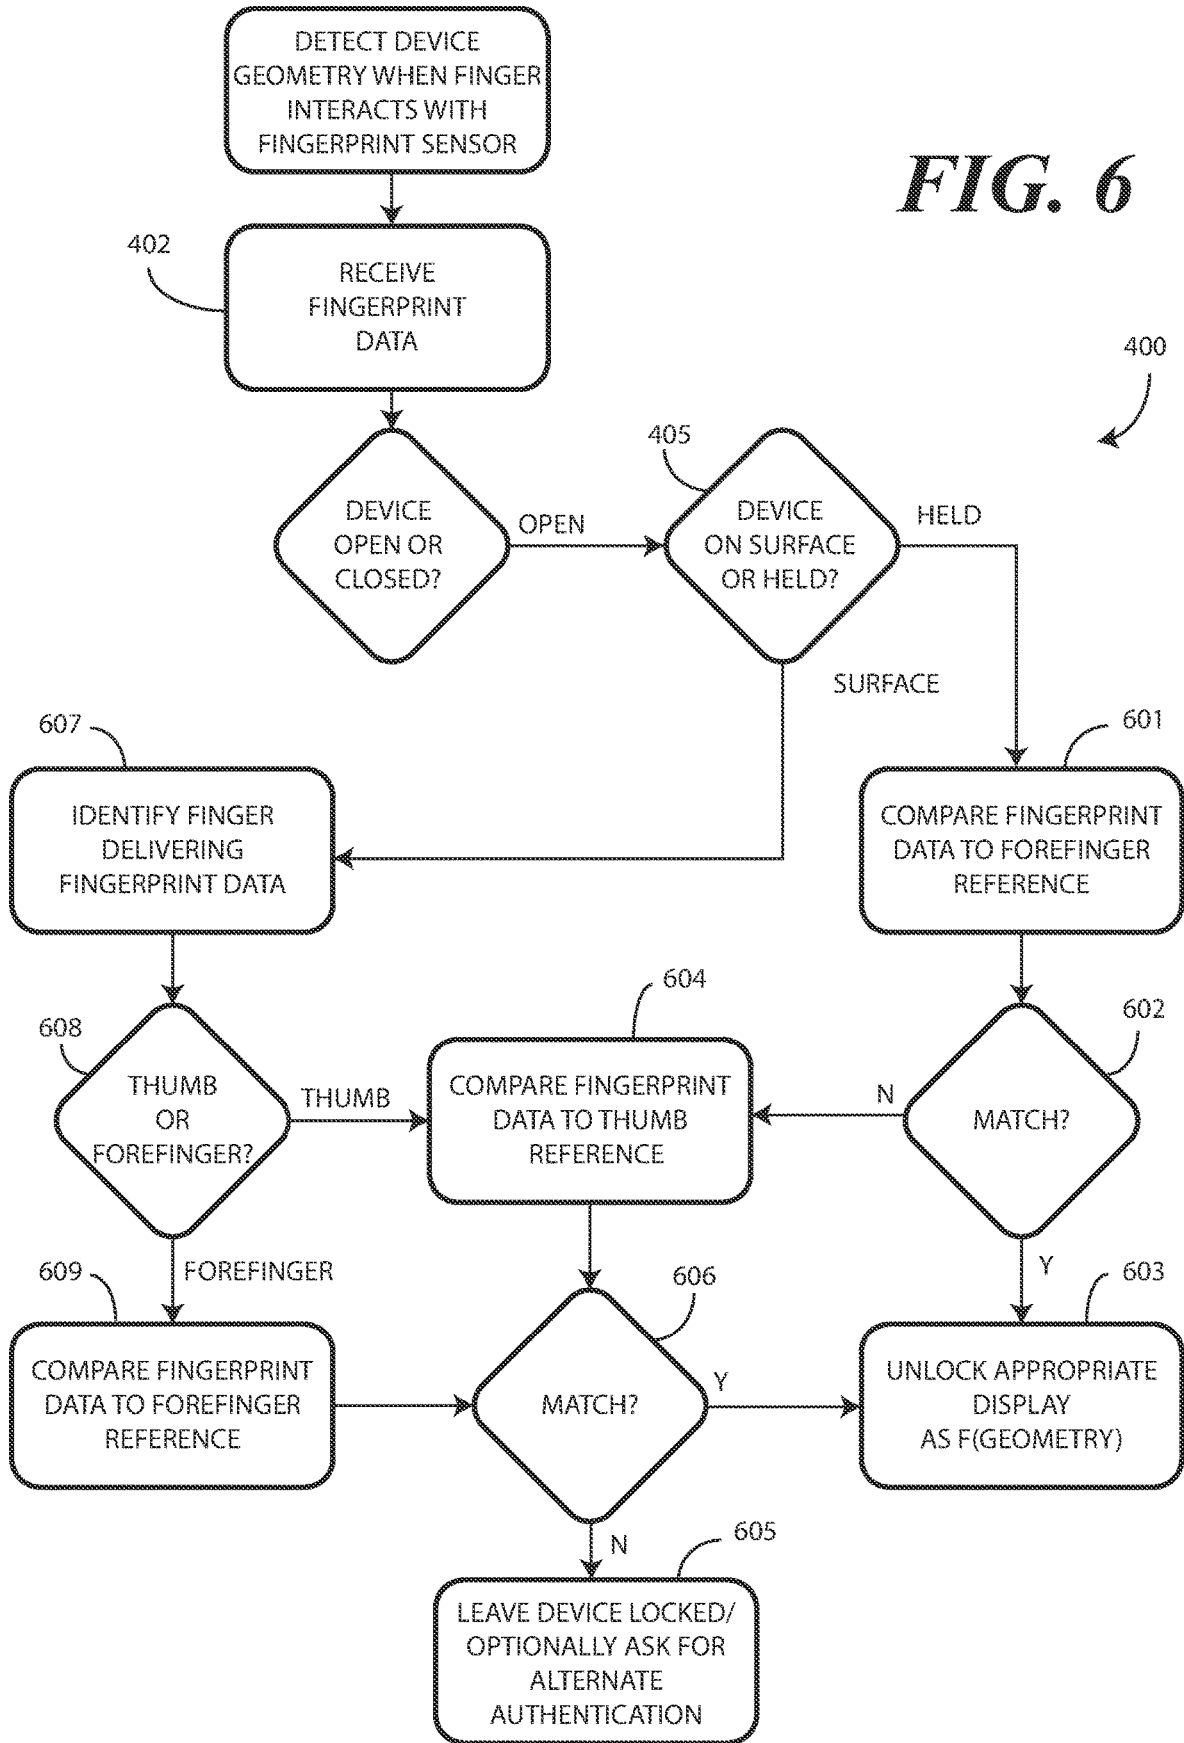 DETECT DEVICE
GEOMETRY WHEN FINGER
INTERACTS WITH
FINGERPRINT SENSOR
FIG. 6
402
RECEIVE
FINGERPRINT
DATA
400
405
DEVICE
OPEN OR
CLOSED?
OPEN
DEVICE
ON SURFACE
OR HELD?
HELD
SURFACE
607
IDENTIFY FINGER
DELIVERING
FINGERPRINT DATA
601
COMPARE FINGERPRINT
DATA TO FOREFINGER
REFERENCE
608
THUMB
OR
FOREFINGER?
THUMB
604
COMPARE FINGERPRINT
DATA TO THUMB
REFERENCE
N
602
MATCH?
Y
FOREFINGER
609
COMPARE FINGERPRINT
DATA TO FOREFINGER
REFERENCE
606
MATCH?
Y
603
UNLOCK APPROPRIATE
DISPLAY
AS F(GEOMETRY)
N
605
LEAVE DEVICE LOCKED/
OPTIONALLY ASK FOR
ALTERNATE
AUTHENTICATION